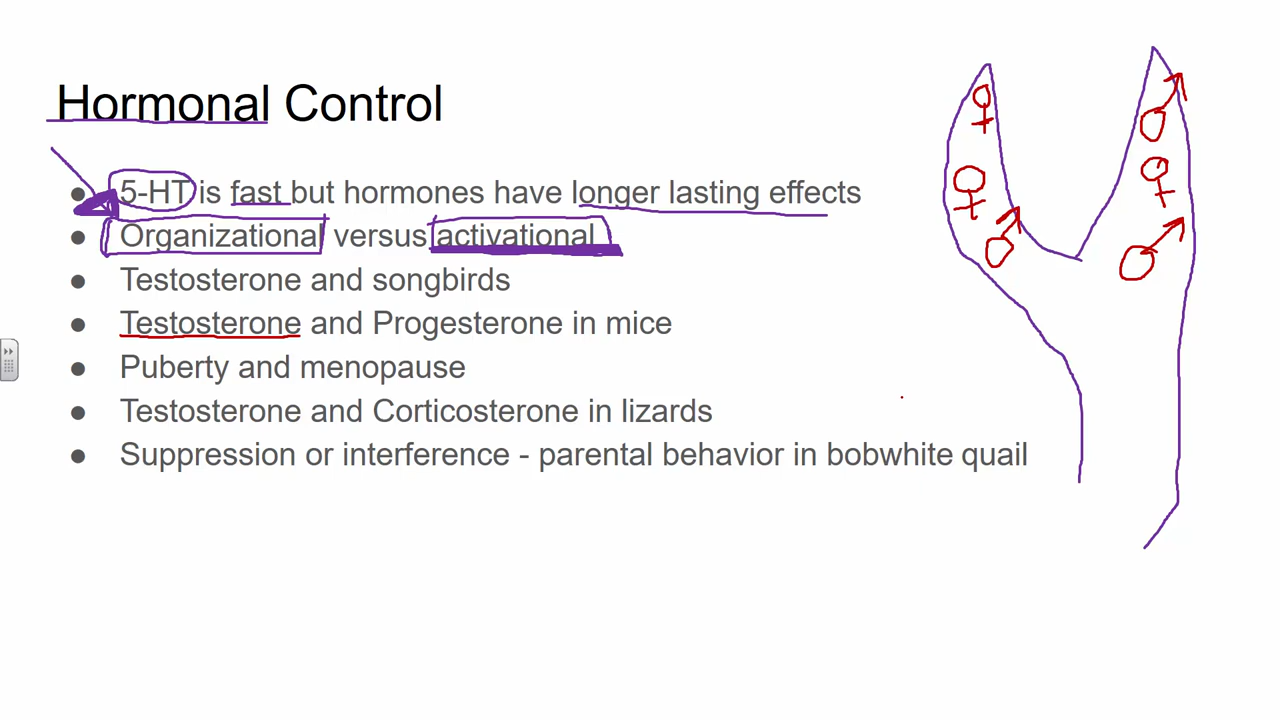 Hormonal Control
● 5-HT is fast but hormones have longer lasting effects
● Organizational versus activational
● Testosterone and songbirds
● Testosterone and Progesterone in mice
● Puberty and menopause
● Testosterone and Corticosterone in lizards
● Suppression or interference - parental behavior in bobwhite quail
♀ ♂
♀ ♀
♂ ♂